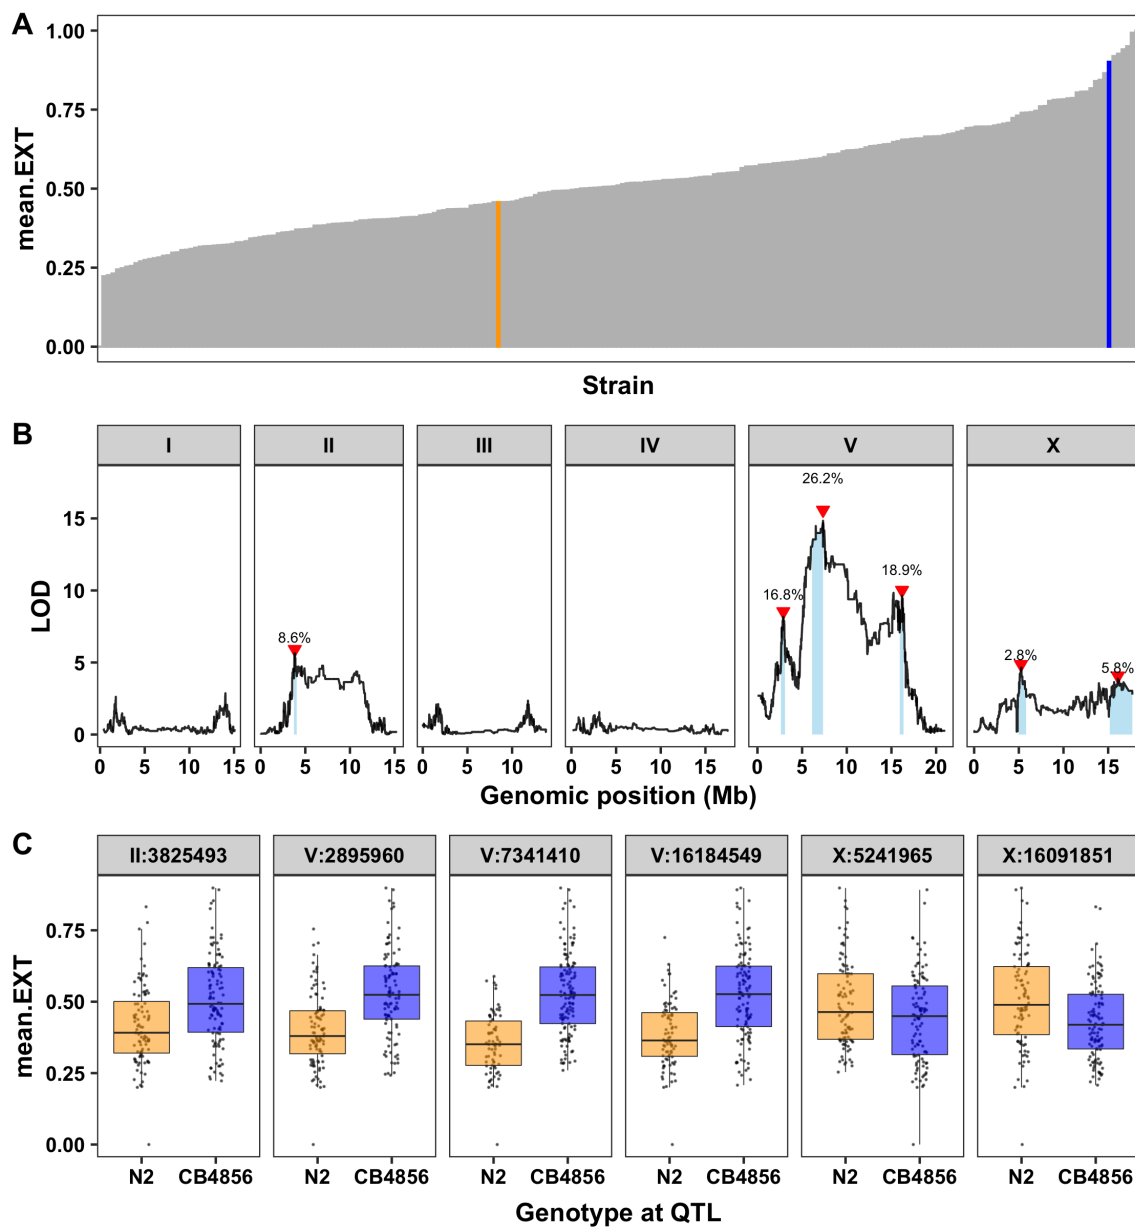 A
1.00
0.75
0.50
0.25
0.00
mean.EXT
Strain
B
I II III IV V X
26.2%
18.9%
16.8%
8.6%
2.8%
5.8%
15
10
5
0
LOD
0 5 10 15 0 5 10 15 0 5 10 0 5 10 15 0 5 10 15 20 0 5 10 15
Genomic position (Mb)
C
II:3825493 V:2895960 V:7341410 V:16184549 X:5241965 X:16091851
0.75
0.50
0.25
0.00
mean.EXT
N2 CB4856 N2 CB4856 N2 CB4856 N2 CB4856 N2 CB4856 N2 CB4856
Genotype at QTL